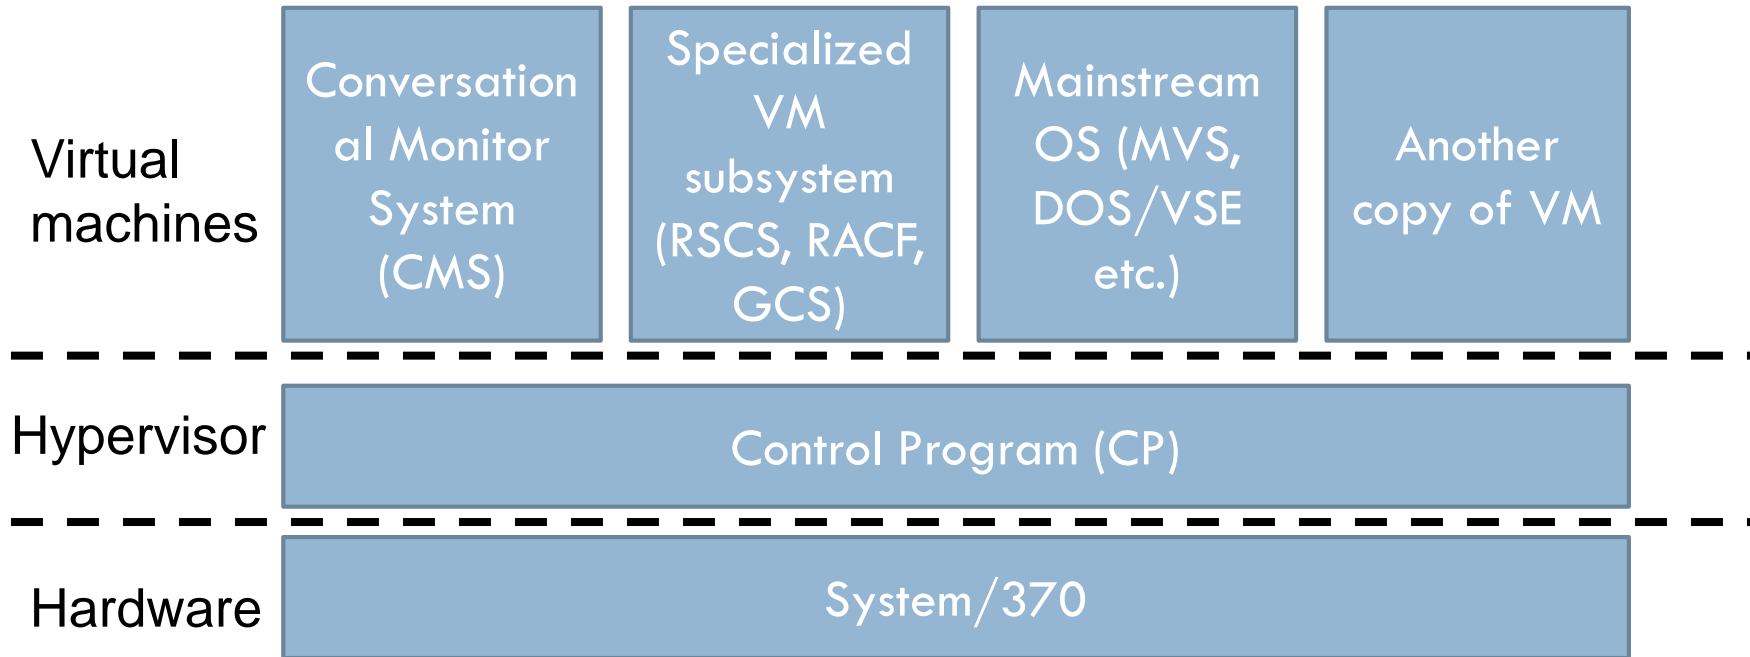 Virtual
machines
Conversation
al Monitor
System
(CMS)
Specialized
VM
subsystem
(RSCS, RACF,
GCS)
Mainstream
OS (MVS,
DOS/VSE
etc.)
Another
copy of VM
Hypervisor
Control Program (CP)
Hardware
System/370